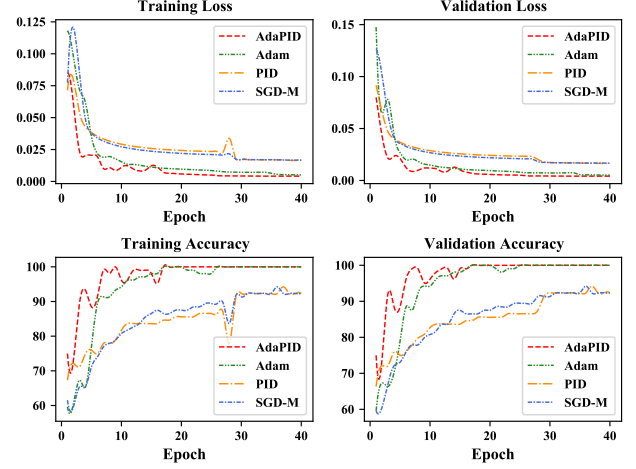 Training Loss
0.125
0.100
0.075
0.050
0.025
0.000
AdaPID
Adam
PID
SGD-M
0 10 20 30 40
Epoch
Validation Loss
0.15
0.10
0.05
0.00
AdaPID
Adam
PID
SGD-M
0 10 20 30 40
Epoch
Training Accuracy
100
90
80
70
60
AdaPID
Adam
PID
SGD-M
0 10 20 30 40
Epoch
Validation Accuracy
100
90
80
70
60
AdaPID
Adam
PID
SGD-M
0 10 20 30 40
Epoch